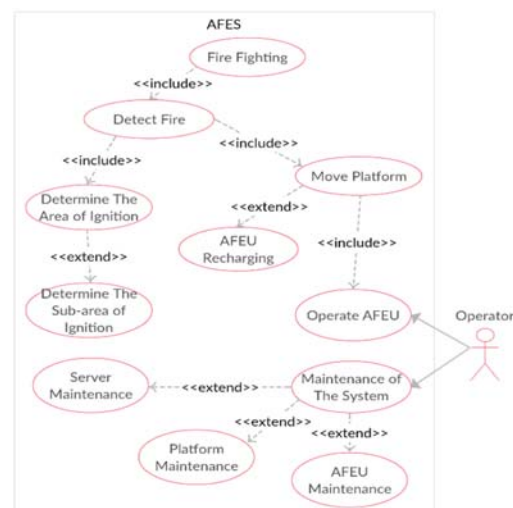 AFES
Fire Fighting
<<include>>
Detect Fire
<<include>>
<<include>>
Move Platform
Determine The
Area of Ignition
<<extend>>
AFEU
Recharging
<<include>>
<<extend>>
Determine The
Sub-area of
Ignition
Operate AFEU
Operator
Server
Maintenance
<<extend>>
Maintenance of
The System
<<extend>>
<<extend>>
Platform
Maintenance
AFEU
Maintenance